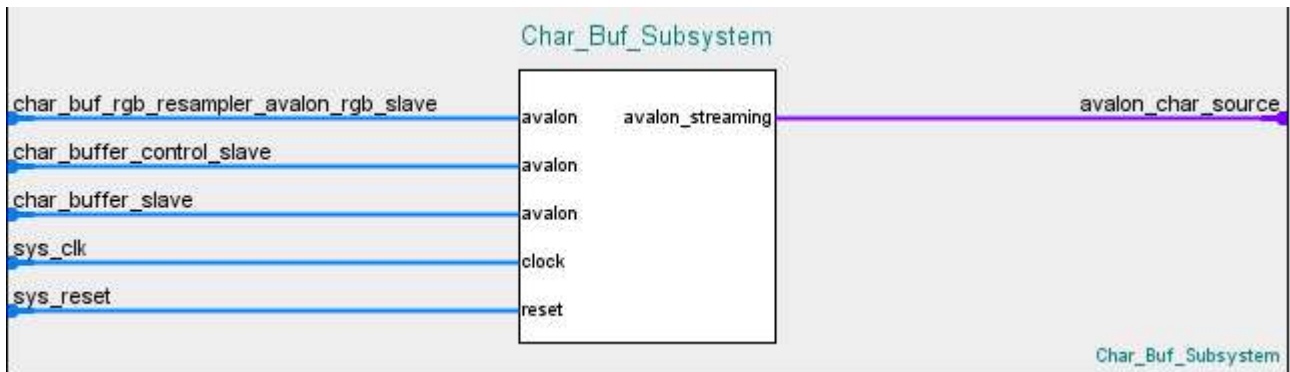 Char_Buf_Subsystem
char_buf_rgb_resampler_avalon_rgb_slave
avalon
avalon_streaming
avalon_char_source
char_buffer_control_slave
avalon
char_buffer_slave
avalon
sys_clk
clock
sys_reset
reset
Char_Buf_Subsystem